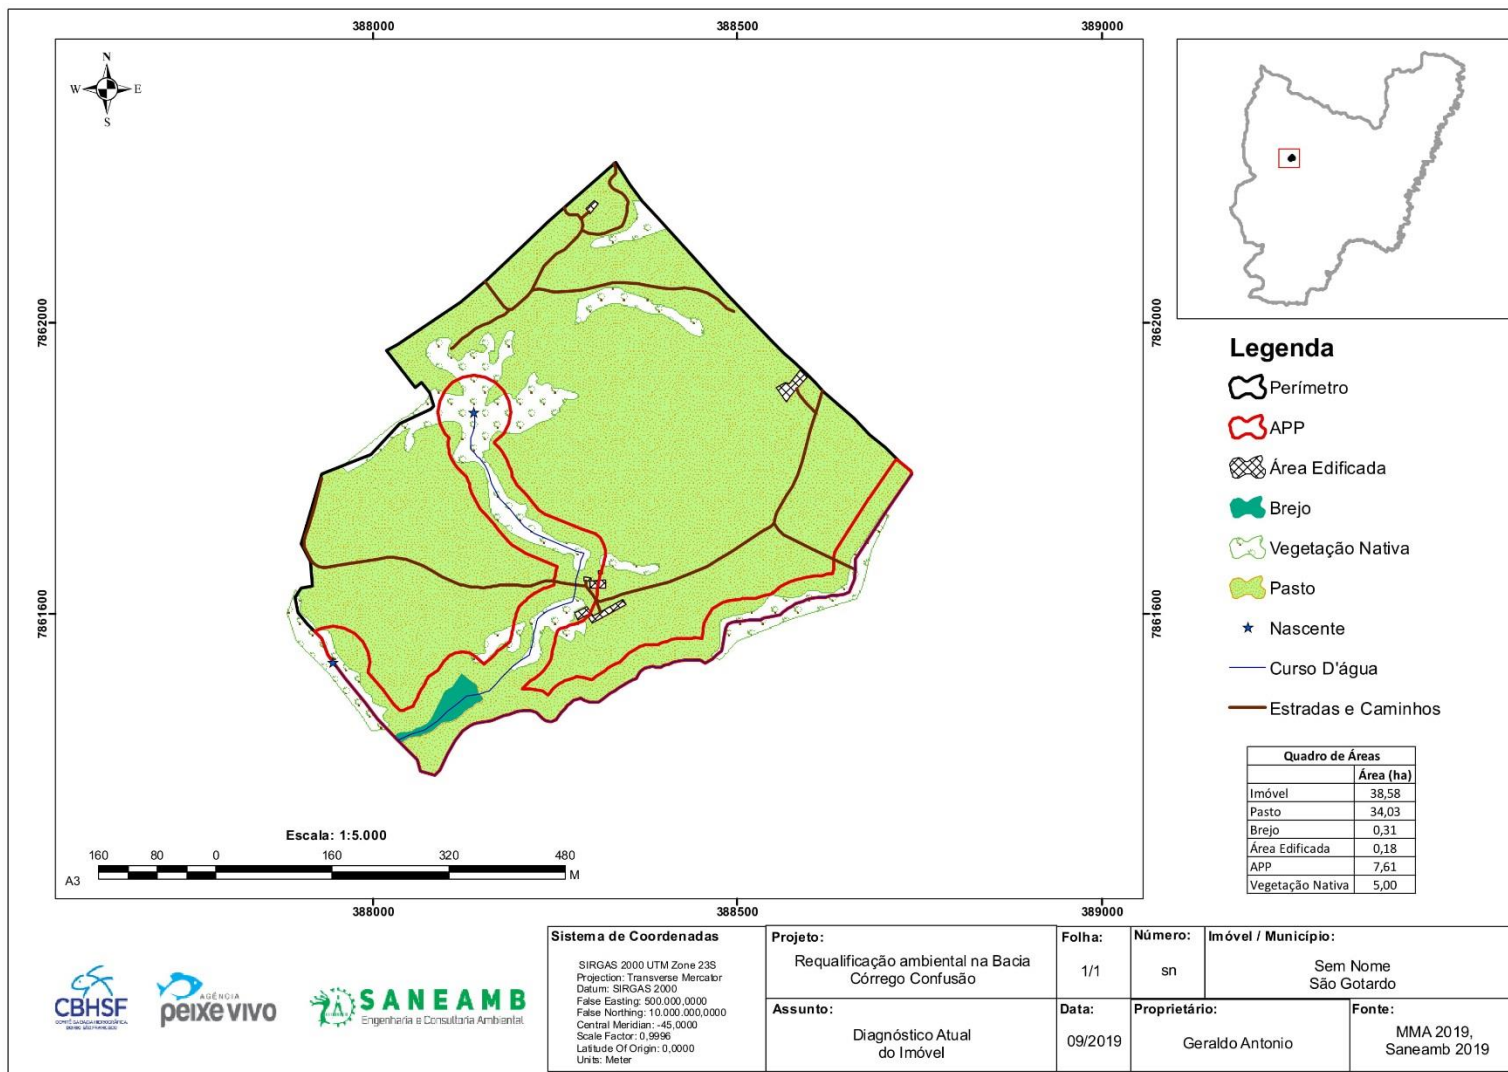 388000
388500
389000
N
W
E
S
7862000
7862000
7861600
7861600
Legenda
Perímetro
APP
Área Edificada
Brejo
Vegetação Nativa
Pasto
Nascente
Curso D'água
Estradas e Caminhos
Quadro de Áreas
Área (ha)
Imóvel 38,58
Pasto 34,03
Brejo 0,31
Área Edificada 0,18
APP 7,61
Vegetação Nativa 5,00
Escala: 1:5.000
160 80 0 160 320 480
M
A3
388000
388500
389000
CBHSF
AGÊNCIA
peixe vivo
SANEAMB
Engenharia e Consultoria Ambiental
Sistema de Coordenadas
SIRGAS 2000 UTM Zone 23S
Projection: Transverse Mercator
Datum: SIRGAS 2000
False Easting: 500.000,0000
False Northing: 10.000.000,0000
Central Meridian: -45,0000
Scale Factor: 0,9996
Latitude Of Origin: 0,0000
Units: Meter
Projeto:
Requalificação ambiental na Bacia
Córrego Confusão
Folha:
1/1
Número:
sn
Imóvel / Município:
Sem Nome
São Gotardo
Assunto:
Diagnóstico Atual
do Imóvel
Data:
09/2019
Proprietário:
Geraldo Antonio
Fonte:
MMA 2019,
Saneamb 2019